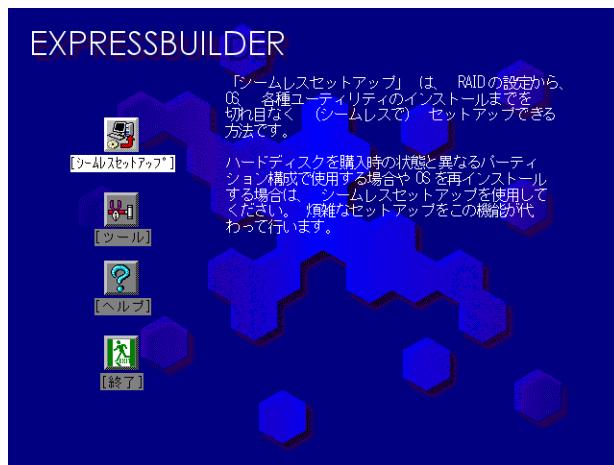 EXPRESSBUILDER
「シームレスセットアップ」 は、 RAIDの設定から、
OS、 各種ユーティリティのインストールまでを
切れ目なく （シームレスで） セットアップできる
方法です。
ハードディスクを購入時の状態と異なるパーティ
ション構成で使用する場合や OS を再インストール
する場合は、 シームレスセットアップを使用して
ください。 煩雑なセットアップをこの機能が代
わって行います。
[シームレスセットアップ]
[ツール]
[ヘルプ]
EXIT
[終了]